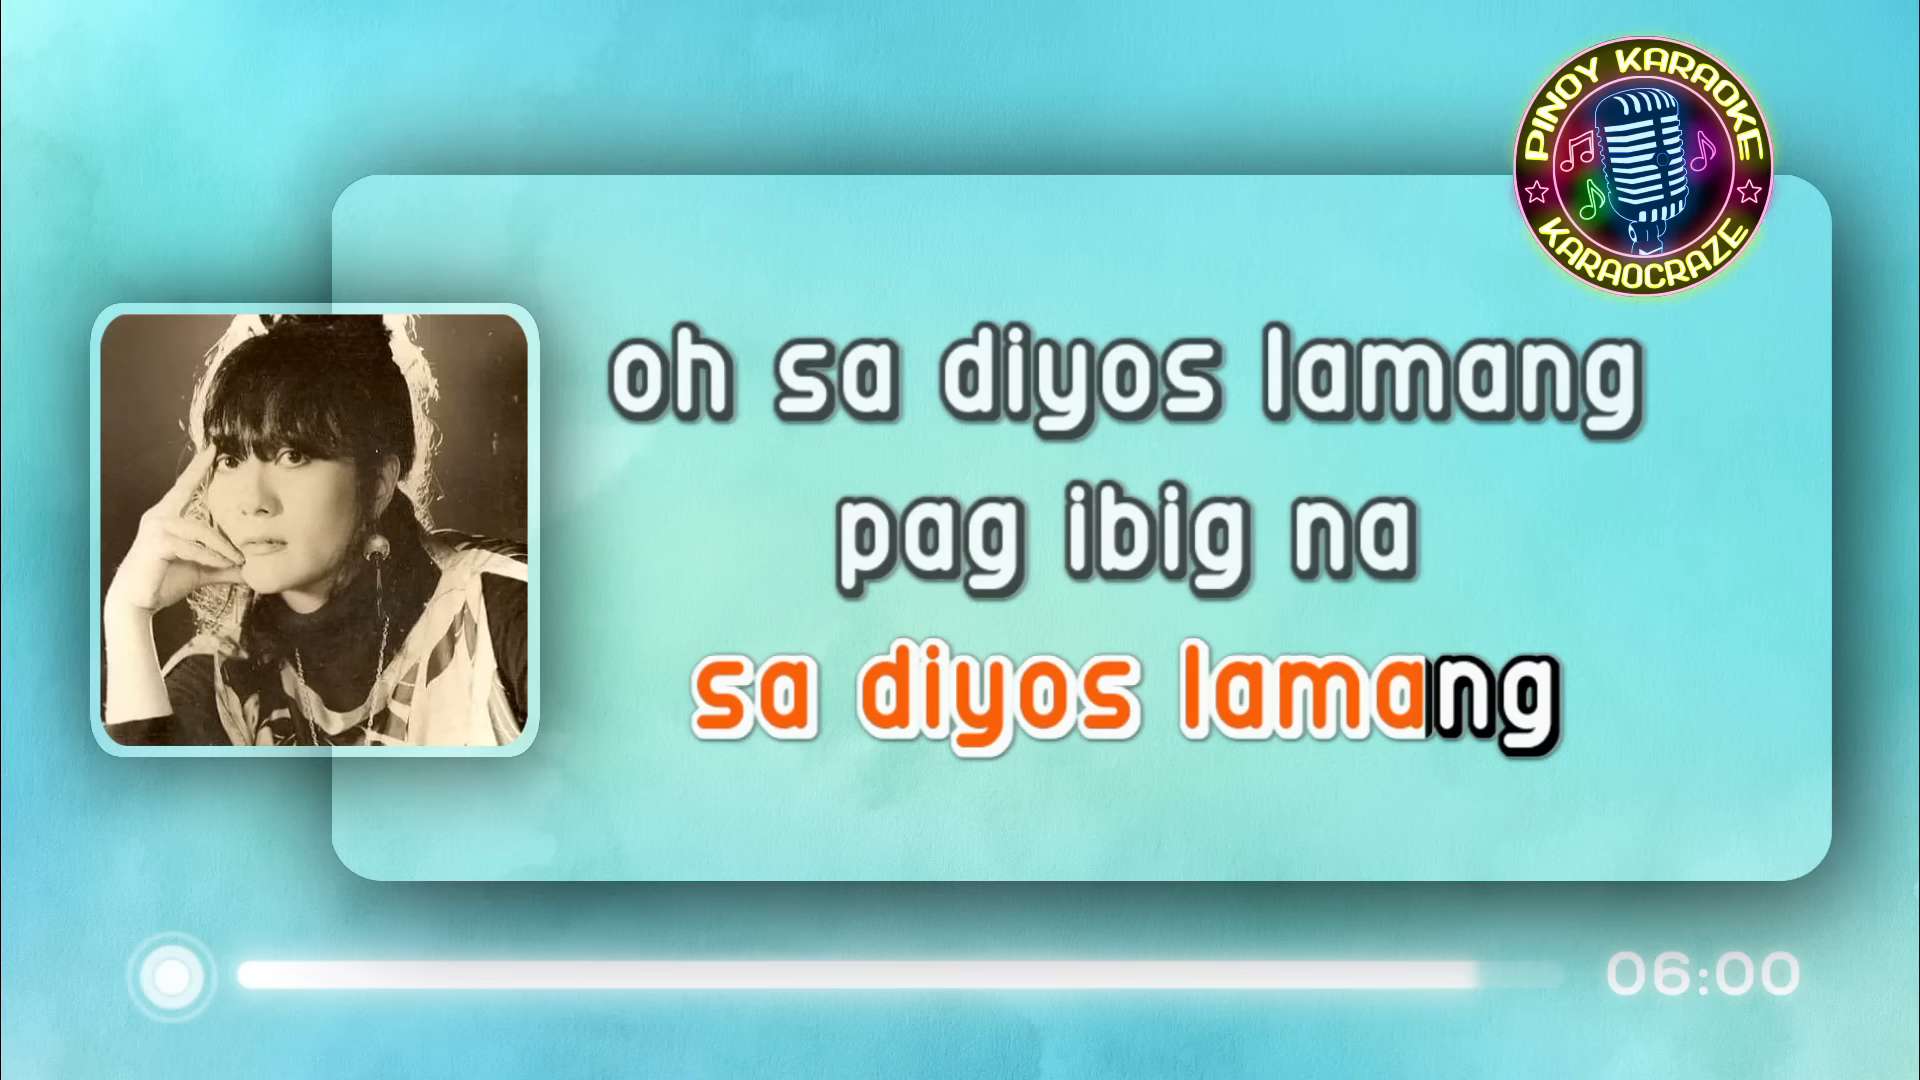 PINOY KARAOKE
KARAOCRAZE
oh sa diyos lamang
pag ibig na
sa diyos lamang
06:00